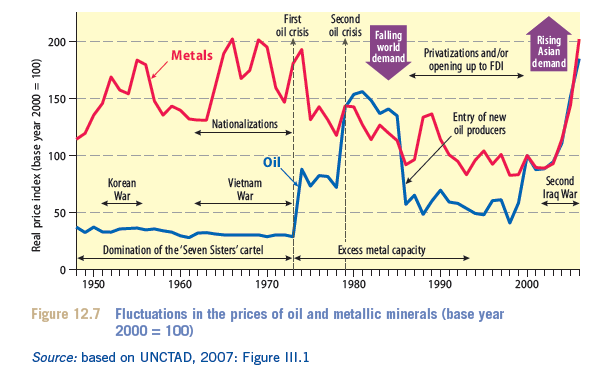 First
oil crisis
Second
oil crisis
Falling
world
demand
Rising
Asian
demand
Privatizations and/or
opening up to FDI
Metals
Nationalizations
Entry of new
oil producers
Oil
Korean
War
Vietnam
War
Second
Iraq War
Domination of the 'Seven Sisters' cartel
Excess metal capacity
Real price index (base year 2000 = 100)
200
150
100
50
0
1950 1960 1970 1980 1990 2000
Figure 12.7 Fluctuations in the prices of oil and metallic minerals (base year
2000 = 100)
Source: based on UNCTAD, 2007: Figure III.1